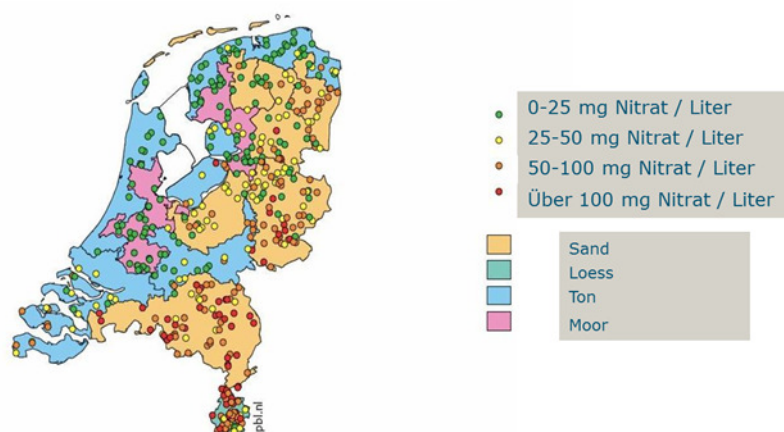 0-25 mg Nitrat / Liter
25-50 mg Nitrat / Liter
50-100 mg Nitrat / Liter
Über 100 mg Nitrat / Liter
Sand
Loess
Ton
Moor
pbl.nl